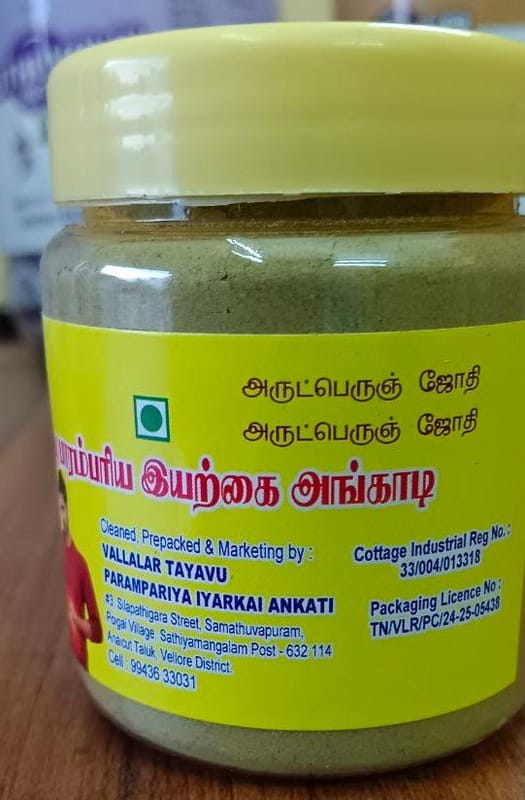 அருட்பெருஞ் ஜோதி
அருட்பெருஞ் ஜோதி
பாரம்பரிய இயற்கை அங்காடி
Cleaned, Prepacked & Marketing by :
VALLALAR TAYAVU
PARAMPARIYA IYARKAI ANKATI
#3, Silapathigara Street, Samathuvapuram,
Pogai Village, Sathiyamangalam Post - 632 114
Anaicut Taluk, Vellore District.
Cell : 99436 33031
Cottage Industrial Reg No.:
33/004/013318
Packaging Licence No :
TN/VLR/PC/24-25-05438